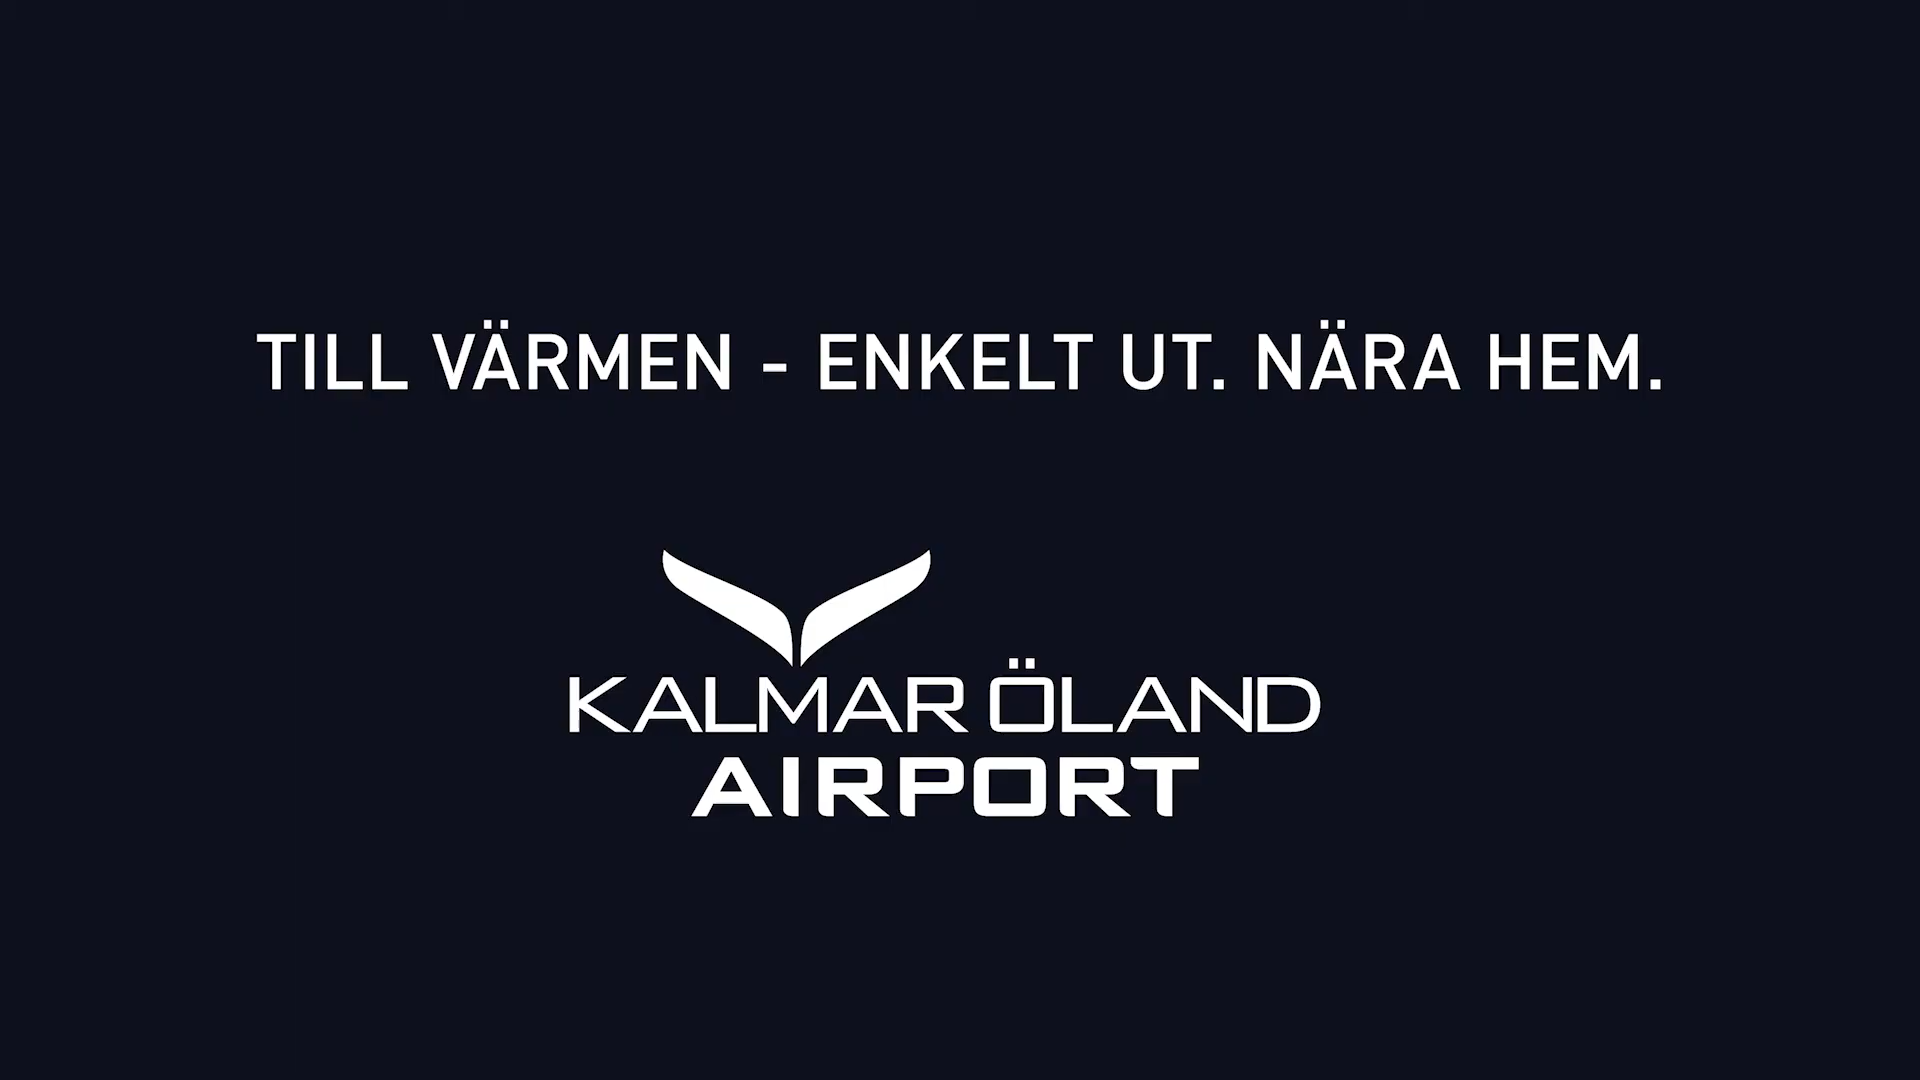 TILL VÄRMEN - ENKELT UT. NÄRA HEM.
KALMAR ÖLAND
AIRPORT